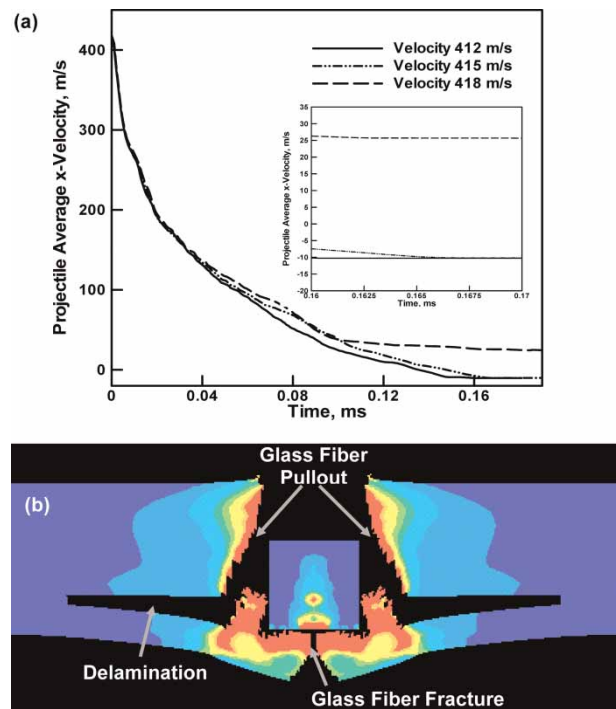 (a)
Projectile Average x-Velocity, m/s
400
300
200
100
0
0
0.04
0.08
0.12
0.16
Time, ms
Velocity 412 m/s
Velocity 415 m/s
Velocity 418 m/s
Projectile Average x-Velocity, m/s
35
30
25
20
15
10
5
0
-5
-10
-15
-20
0.16
0.1625
0.165
0.1675
0.17
Time, ms
(b)
Glass Fiber
Pullout
Delamination
Glass Fiber Fracture